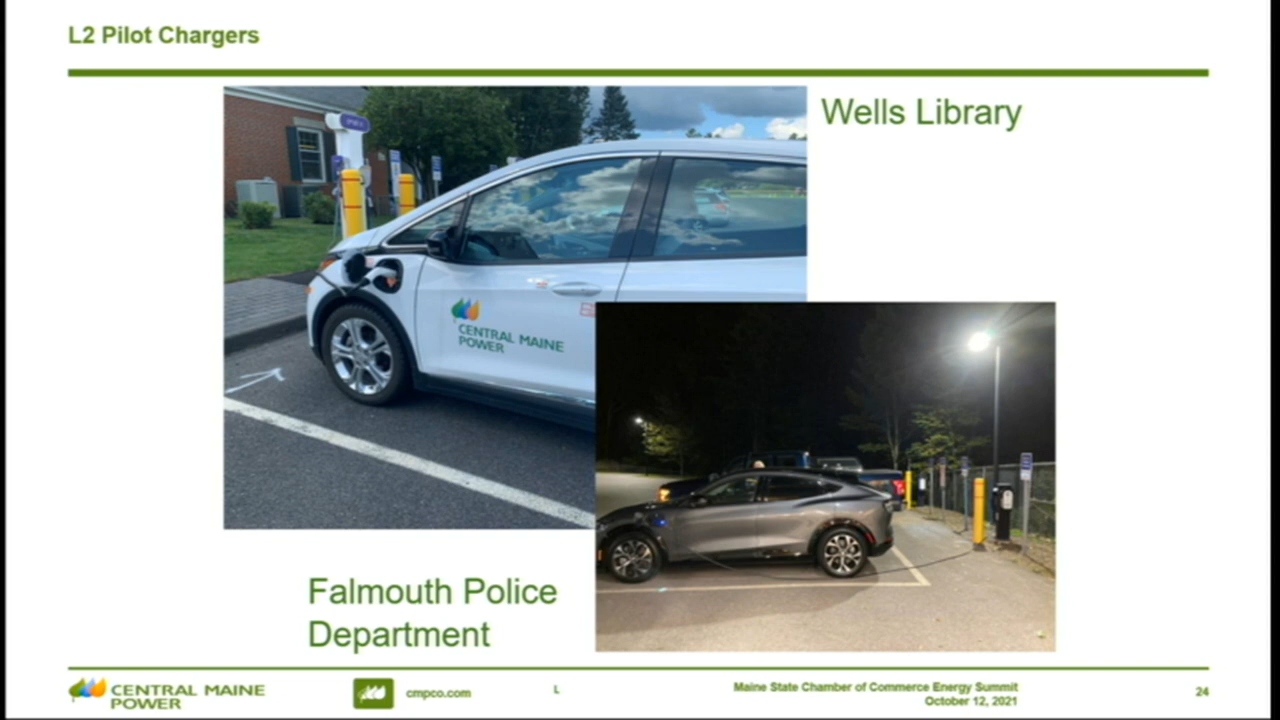 L2 Pilot Chargers
Wells Library
CENTRAL MAINE
POWER
Falmouth Police
Department
CENTRAL MAINE
POWER
cmpco.com
L
Maine State Chamber of Commerce Energy Summit
October 12, 2021
24